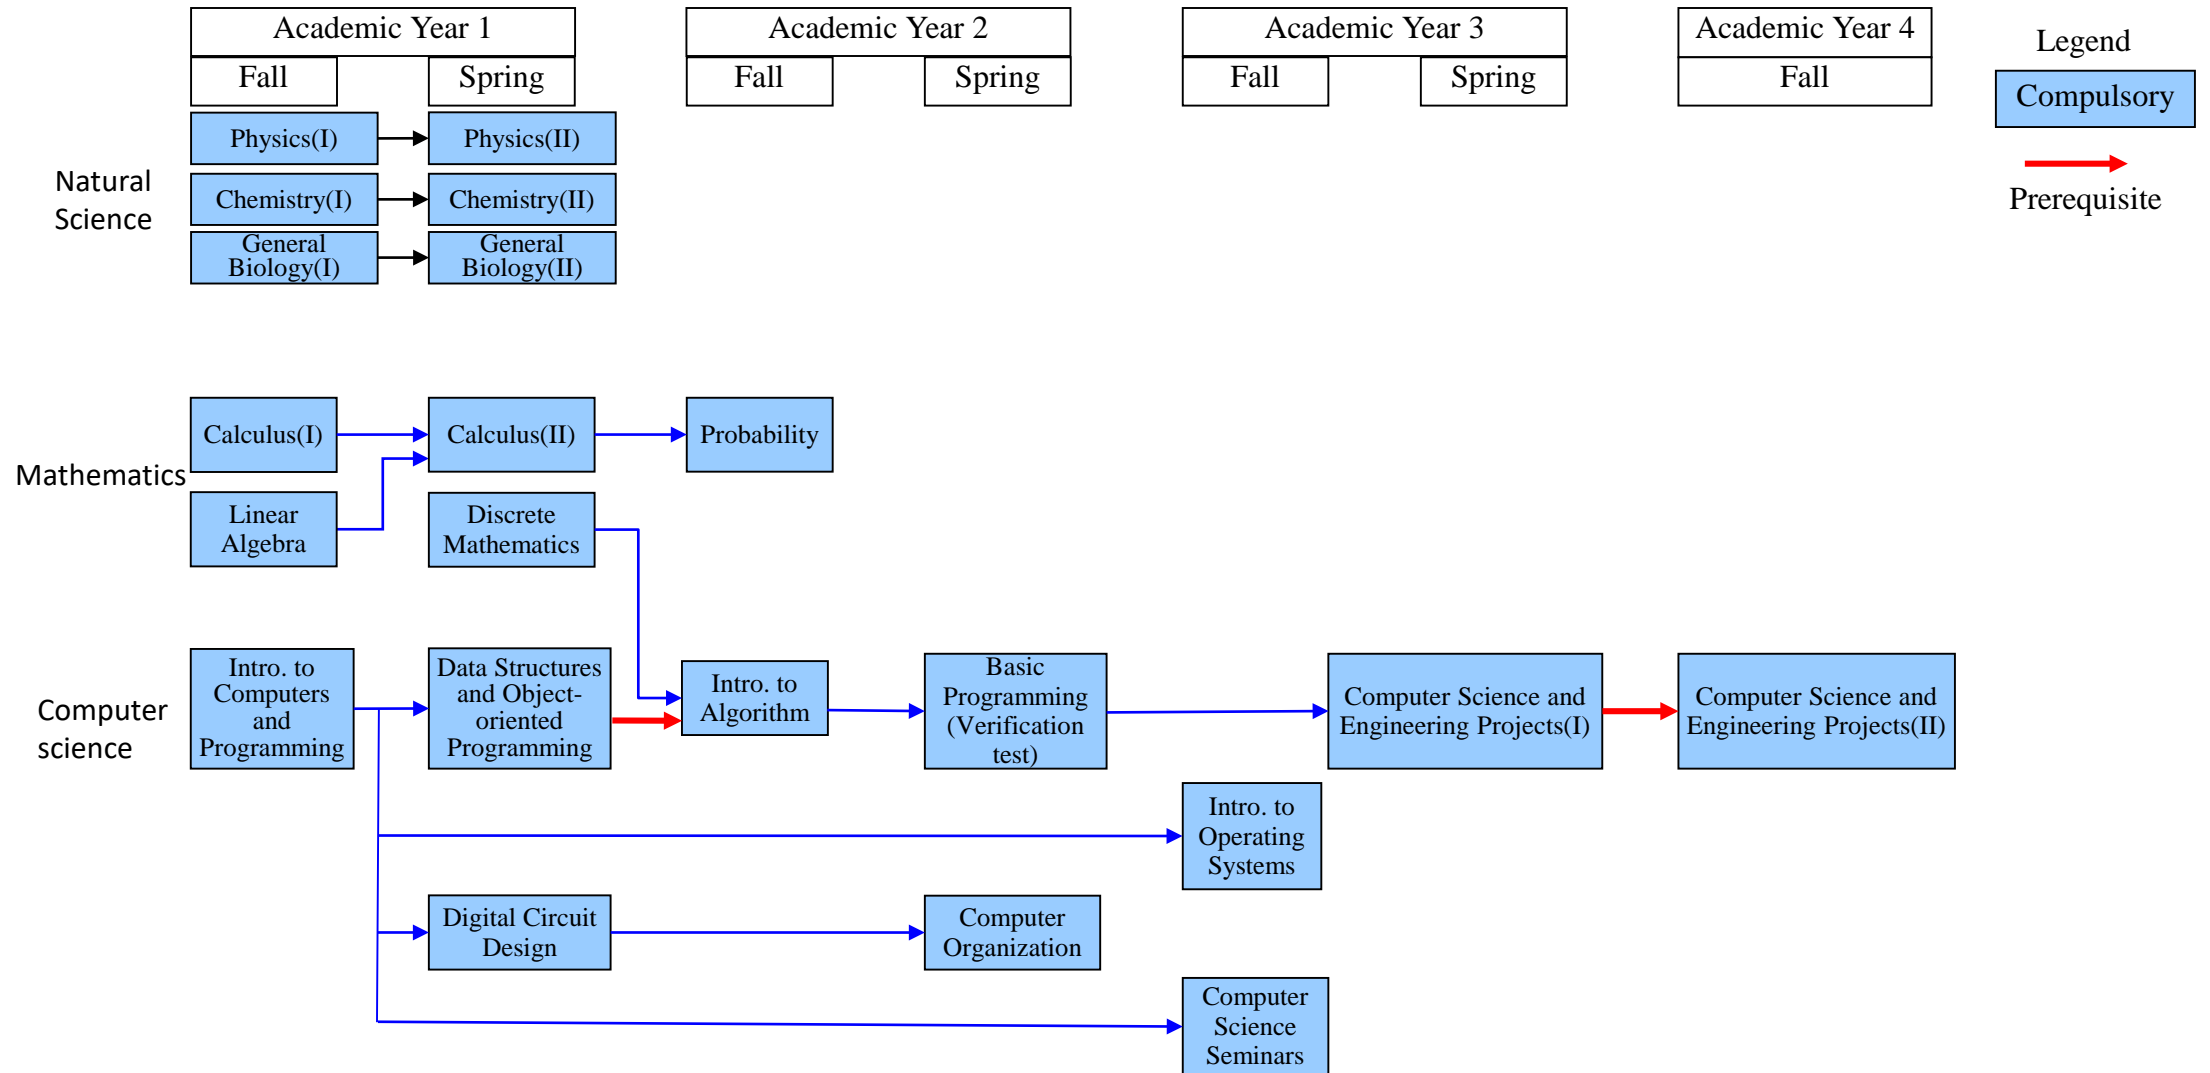 Academic Year 1
Academic Year 2
Academic Year 3
Academic Year 4
Legend
Fall
Spring
Fall
Spring
Fall
Spring
Fall
Compulsory
Prerequisite
Natural
Science
Physics(I)
Physics(II)
Chemistry(I)
Chemistry(II)
General
Biology(I)
General
Biology(II)
Mathematics
Calculus(I)
Calculus(II)
Probability
Linear
Algebra
Discrete
Mathematics
Computer
science
Intro. to
Computers
and
Programming
Data Structures
and Object-
oriented
Programming
Intro. to
Algorithm
Basic
Programming
(Verification
test)
Computer Science and
Engineering Projects(I)
Computer Science and
Engineering Projects(II)
Intro. to
Operating
Systems
Digital Circuit
Design
Computer
Organization
Computer
Science
Seminars